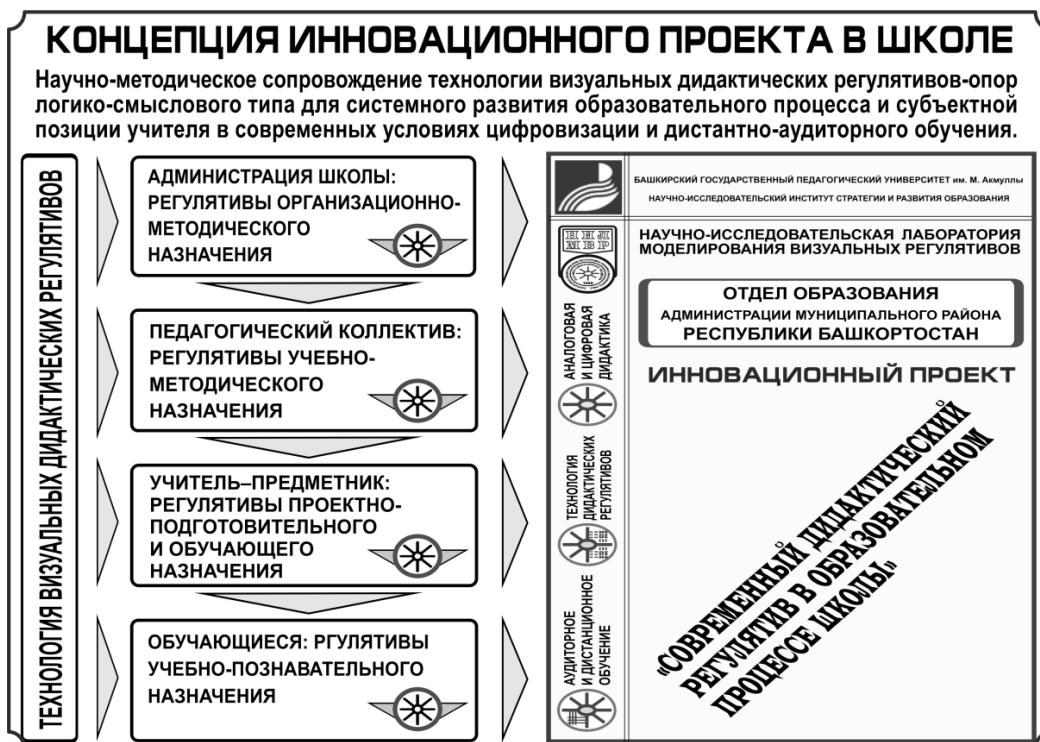 КОНЦЕПЦИЯ ИННОВАЦИОННОГО ПРОЕКТА В ШКОЛЕ
Научно-методическое сопровождение технологии визуальных дидактических регулятивов-опор
логико-смыслового типа для системного развития образовательного процесса и субъектной
позиции учителя в современных условиях цифровизации и дистантно-аудиторного обучения.
ТЕХНОЛОГИЯ ВИЗУАЛЬНЫХ ДИДАКТИЧЕСКИХ РЕГУЛЯТИВОВ
АДМИНИСТРАЦИЯ ШКОЛЫ:
РЕГУЛЯТИВЫ ОРГАНИЗАЦИОННО-
МЕТОДИЧЕСКОГО
НАЗНАЧЕНИЯ
ПЕДАГОГИЧЕСКИЙ КОЛЛЕКТИВ:
РЕГУЛЯТИВЫ УЧЕБНО-
МЕТОДИЧЕСКОГО
НАЗНАЧЕНИЯ
УЧИТЕЛЬ–ПРЕДМЕТНИК:
РЕГУЛЯТИВЫ ПРОЕКТНО-
ПОДГОТОВИТЕЛЬНОГО
И ОБУЧАЮЩЕГО
НАЗНАЧЕНИЯ
ОБУЧАЮЩИЕСЯ: РГУЛЯТИВЫ
УЧЕБНО-ПОЗНАВАТЕЛЬНОГО
НАЗНАЧЕНИЯ
БАШКИРСКИЙ ГОСУДАРСТВЕННЫЙ ПЕДАГОГИЧЕСКИЙ УНИВЕРСИТЕТ им. М. Акмуллы
НАУЧНО-ИССЛЕДОВАТЕЛЬСКИЙ ИНСТИТУТ СТРАТЕГИИ И РАЗВИТИЯ ОБРАЗОВАНИЯ
НИЛ
МВР
НАУЧНО-ИССЛЕДОВАТЕЛЬСКАЯ ЛАБОРАТОРИЯ
МОДЕЛИРОВАНИЯ ВИЗУАЛЬНЫХ РЕГУЛЯТИВОВ
ОТДЕЛ ОБРАЗОВАНИЯ
АДМИНИСТРАЦИИ МУНИЦИПАЛЬНОГО РАЙОНА
РЕСПУБЛИКИ БАШКОРТОСТАН
ИННОВАЦИОННЫЙ ПРОЕКТ
«СОВРЕМЕННЫЙ ДИДАКТИЧЕСКИЙ
РЕГУЛЯТИВ В ОБРАЗОВАТЕЛЬНОМ
ПРОЦЕССЕ ШКОЛЫ»
АНАЛОГОВАЯ
И ЦИФРОВАЯ
ДИДАКТИКА
ТЕХНОЛОГИЯ
ДИДАКТИЧЕСКИХ
РЕГУЛЯТИВОВ
АУДИТОРНОЕ
И ДИСТАНЦИОННОЕ
ОБУЧЕНИЕ